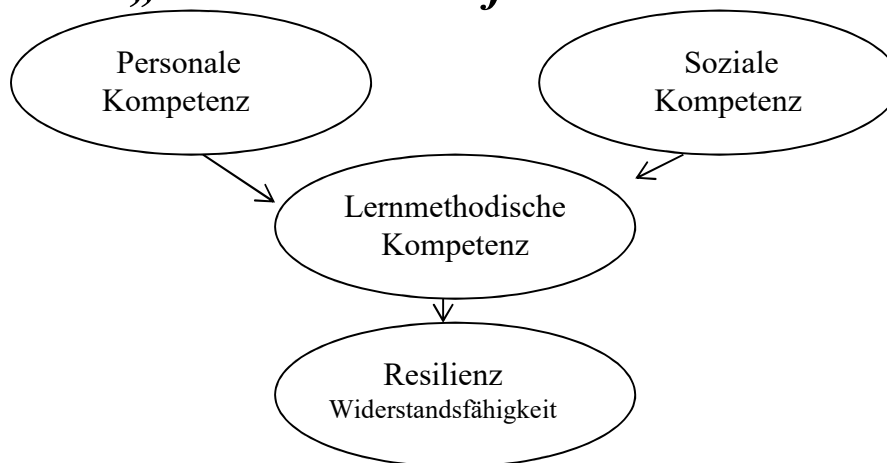 Personale
Kompetenz
Soziale
Kompetenz
Lernmethodische
Kompetenz
Resilienz
Widerstandsfähigkeit